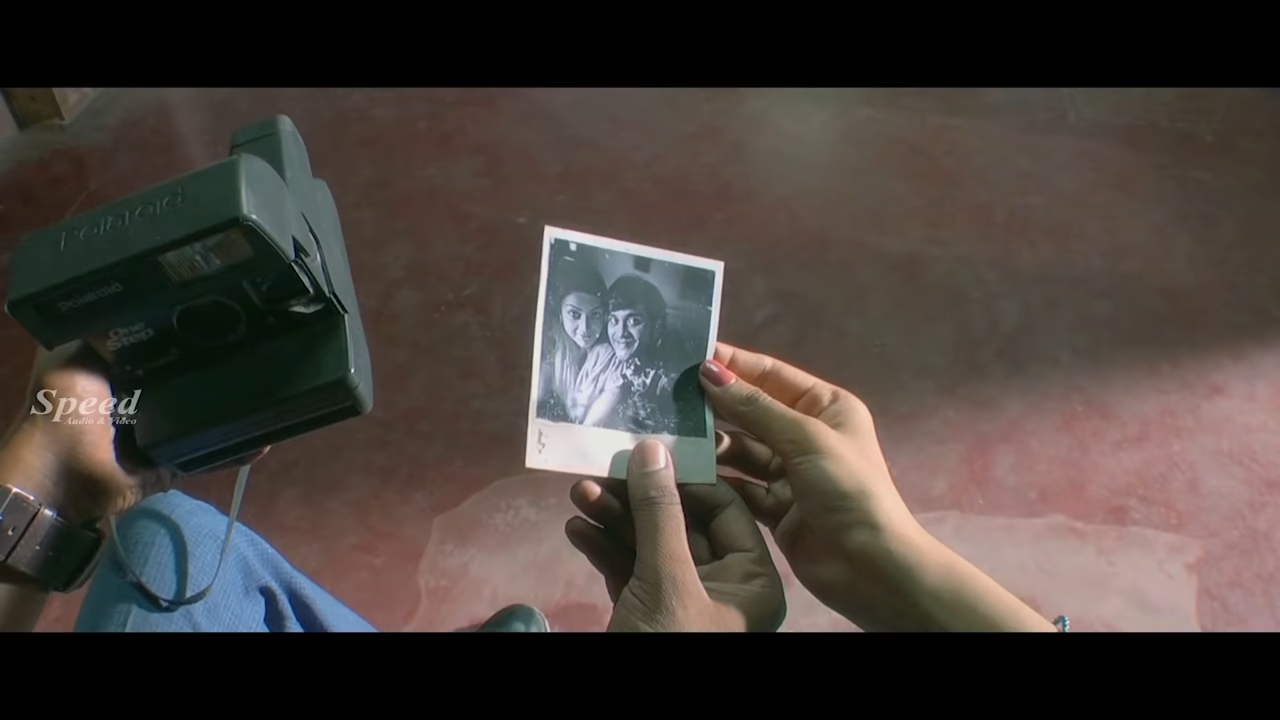 Polaroid
Polaroid
One
Step
Speed
Audio & Video